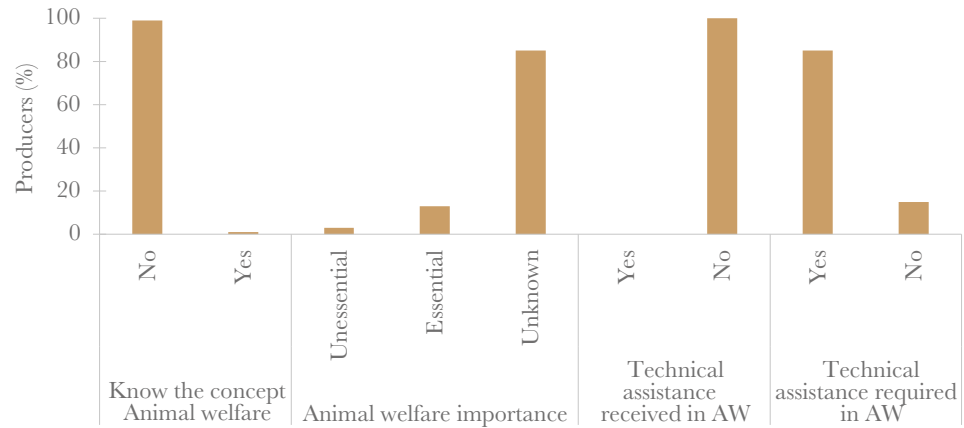 100
80
60
40
20
0
Producers (%)
No
Yes
Unessential
Essential
Unknown
Yes
No
Yes
No
Know the concept
Animal welfare
Animal welfare importance
Technical
assistance
received in AW
Technical
assistance required
in AW